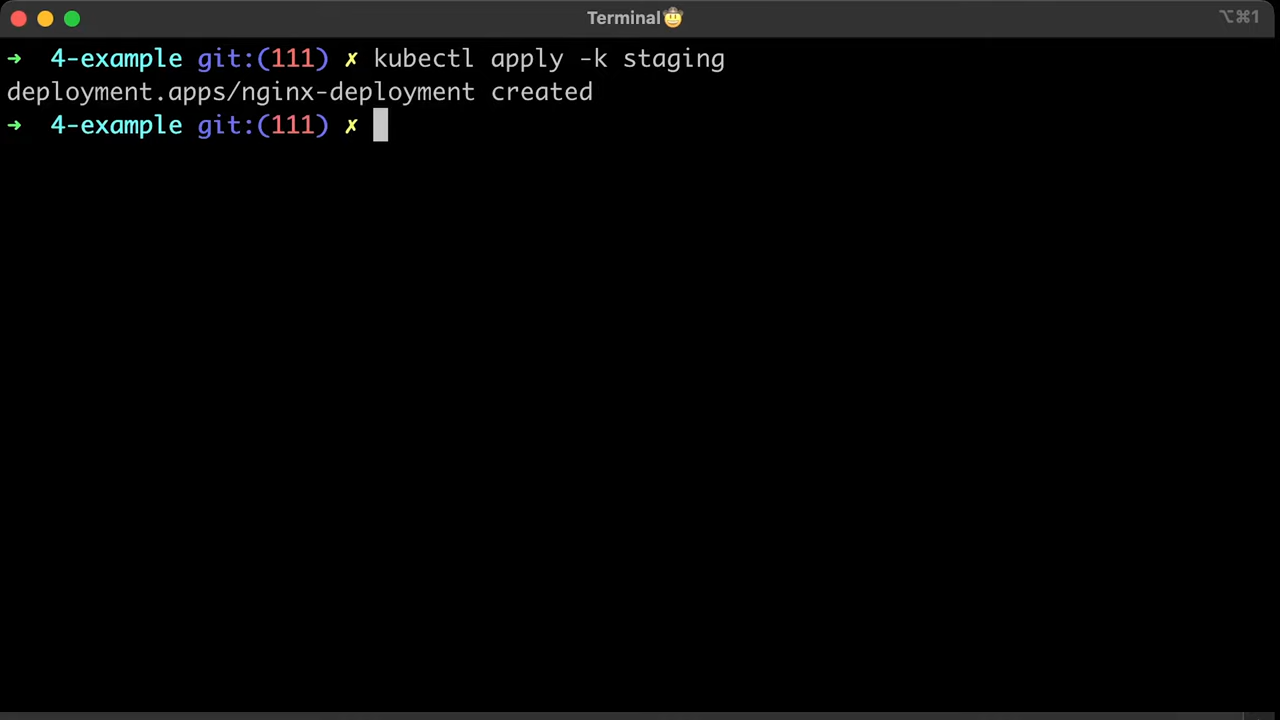 Terminal🤠
⌥⌘1
➜ 4-example git:(111) ✗ kubectl apply -k staging
deployment.apps/nginx-deployment created
➜ 4-example git:(111) ✗